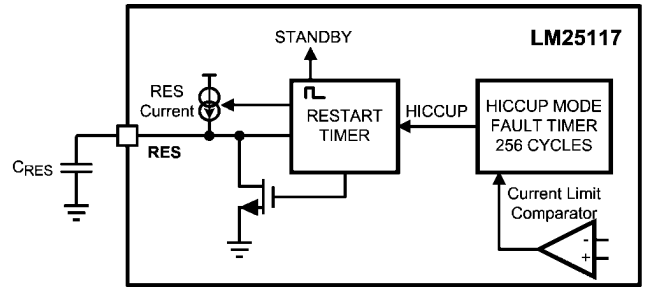 STANDBY
LM25117
RES
Current
RESTART
TIMER
HICCUP
HICCUP MODE
FAULT TIMER
256 CYCLES
RES
CRES
Current Limit
Comparator
-
+